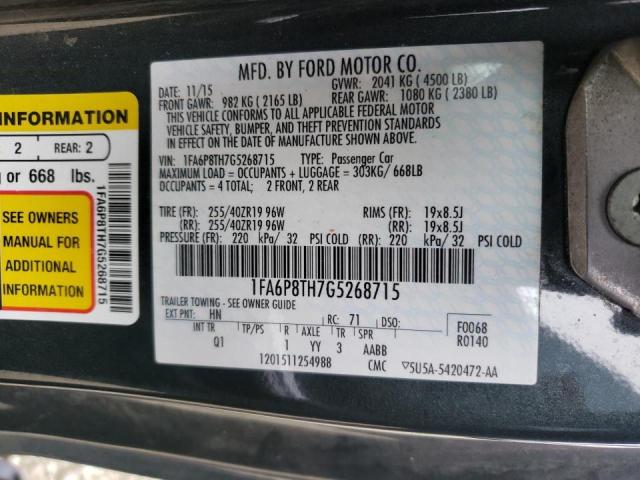 MFD. BY FORD MOTOR CO.
DATE: 11/15 GVWR: 2041 KG ( 4500 LB)
FRONT GAWR: 982 KG ( 2165 LB) REAR GAWR: 1080 KG ( 2380 LB)
THIS VEHICLE CONFORMS TO ALL APPLICABLE FEDERAL MOTOR
VEHICLE SAFETY, BUMPER, AND THEFT PREVENTION STANDARDS IN
EFFECT ON THE DATE OF MANUFACTURE SHOWN ABOVE.
VIN: 1FA6P8TH7G5268715 TYPE: Passenger Car
MAXIMUM LOAD = OCCUPANTS + LUGGAGE = 303KG/ 668LB
OCCUPANTS = 4 TOTAL; 2 FRONT, 2 REAR
TIRE (FR): 255/40ZR19 96W RIMS (FR): 19x8.5J
(RR): 255/40ZR19 96W (RR): 19x8.5J
PRESSURE (FR): 220 kPa/ 32 PSI COLD (RR): 220 kPa/ 32 PSI COLD
1FA6P8TH7G5268715
TRAILER TOWING - SEE OWNER GUIDE
EXT PNT: HN RC: 71 DSO: F0068
R0140
INT TR TP/PS R AXLE TR SPR
Q1 1 YY 3 AABB
1201511254988 CMC ▽5U5A-5420472-AA
INFORMATION
2 REAR: 2
or 668 lbs.
SEE OWNERS
MANUAL FOR
ADDITIONAL
INFORMATION
1FA6P8TH7G5268715